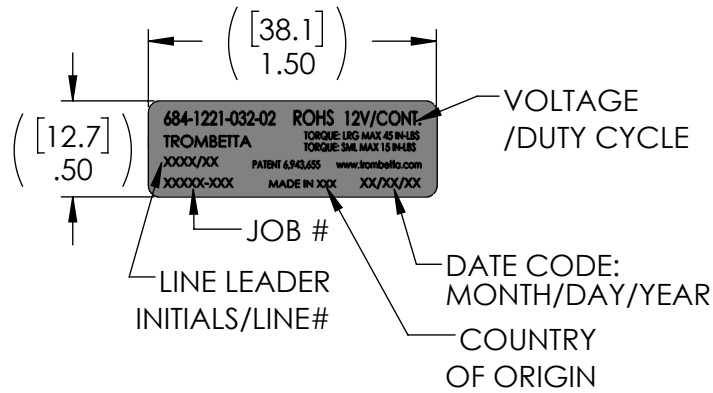 [38.1]
1.50
[12.7]
.50
684-1221-032-02 ROHS 12V/CONT.
TROMBETTA
TORQUE: LRG MAX 45 IN-LBS
TORQUE: SML MAX 15 IN-LBS
XXXX/XX
PATENT 6,943,655 www.trombetta.com
XXXXX-XXX MADE IN XXX XX/XX/XX
VOLTAGE
/DUTY CYCLE
JOB #
LINE LEADER
INITIALS/LINE#
DATE CODE:
MONTH/DAY/YEAR
COUNTRY
OF ORIGIN